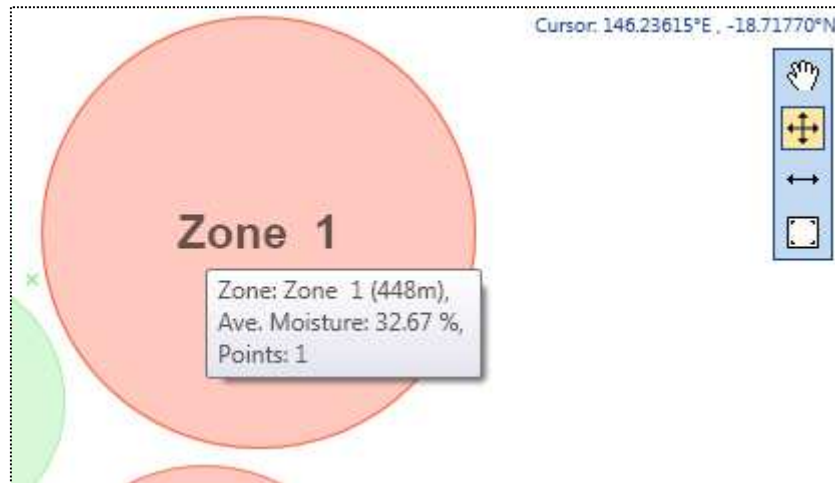 Cursor: 146.23615°E , -18.71770°N
Zone 1
Zone: Zone 1 (448m),
Ave. Moisture: 32.67 %,
Points: 1